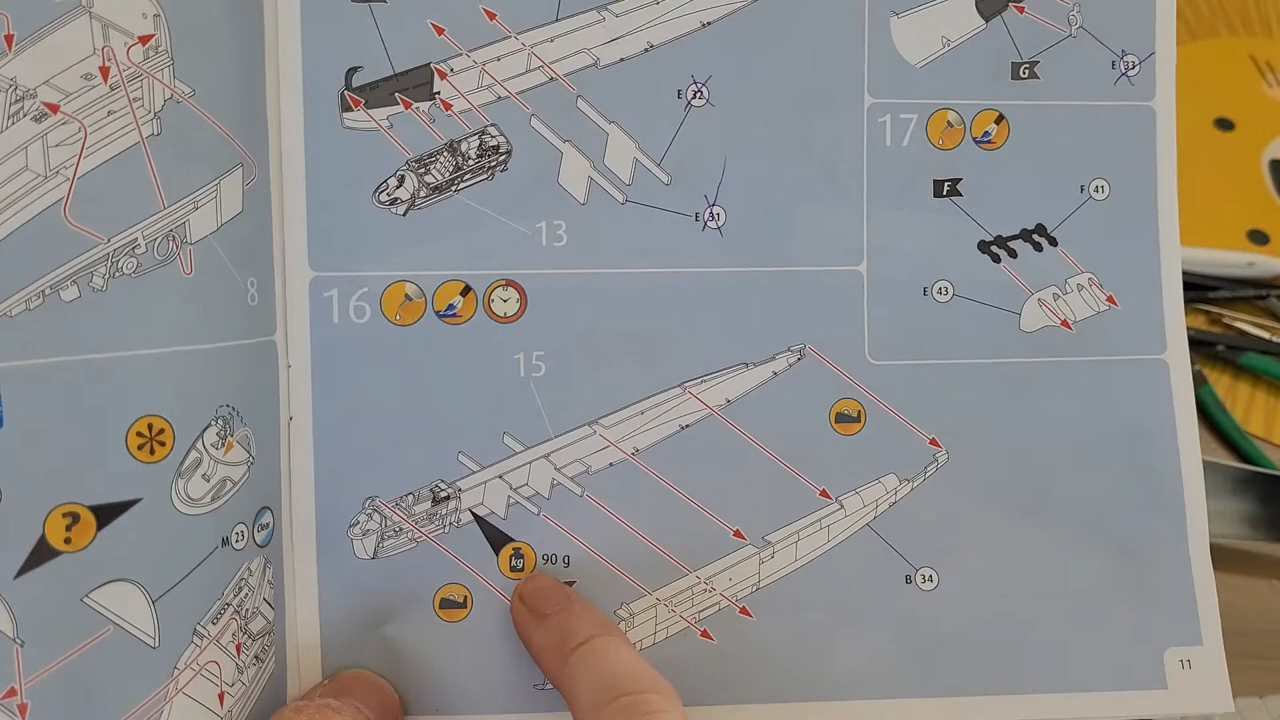 8
?
M 23 Clear
E 32
E 31
13
16
15
kg 90 g
B 34
G
E 33
17
F
F 41
E 43
11